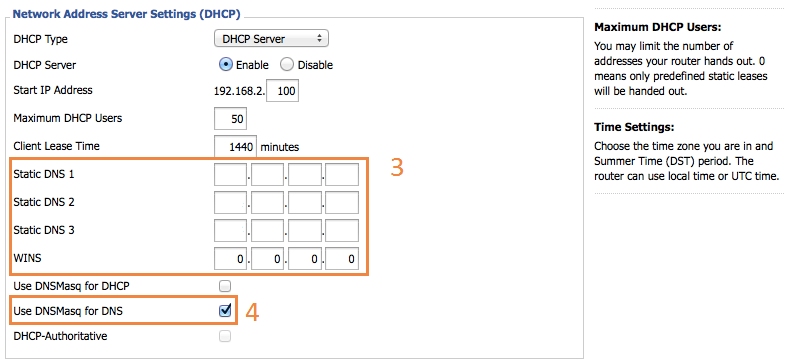 Network Address Server Settings (DHCP)
DHCP Type DHCP Server
DHCP Server Enable Disable
Start IP Address 192.168.2. 100
Maximum DHCP Users 50
Client Lease Time 1440 minutes
Static DNS 1 . . .
3
Static DNS 2 . . .
Static DNS 3 . . .
WINS 0. 0. 0. 0
Use DNSMasq for DHCP
Use DNSMasq for DNS 4
DHCP-Authoritative
Maximum DHCP Users:
You may limit the number of
addresses your router hands out. 0
means only predefined static leases
will be handed out.
Time Settings:
Choose the time zone you are in and
Summer Time (DST) period. The
router can use local time or UTC time.